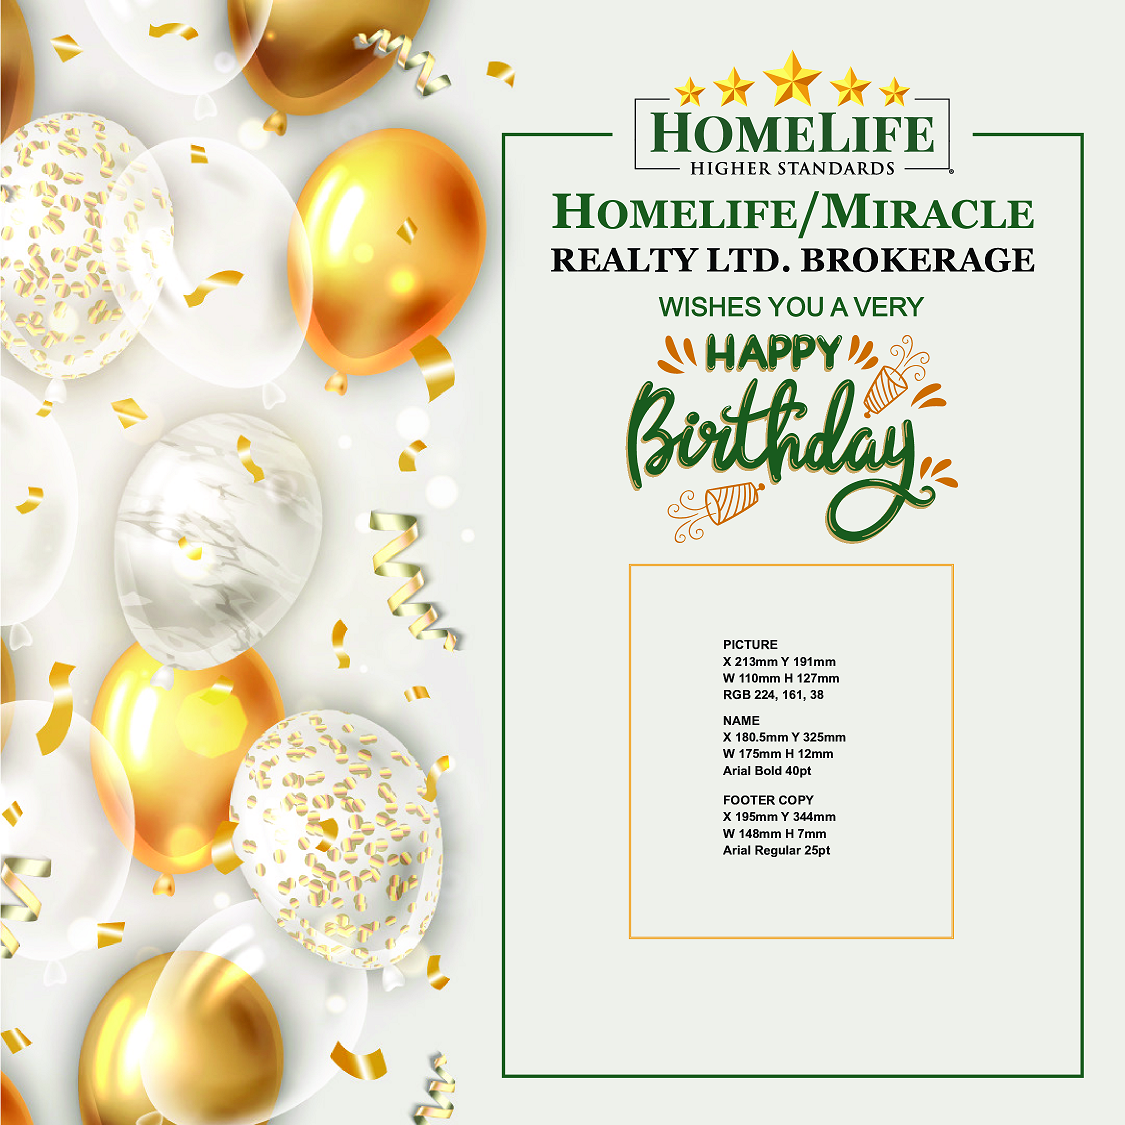 HOMELIFE
HIGHER STANDARDS
HOMELIFE/MIRACLE
REALTY LTD. BROKERAGE
WISHES YOU A VERY
HAPPY
Birthday
PICTURE
X 213mm Y 191mm
W 110mm H 127mm
RGB 224, 161, 38
NAME
X 180.5mm Y 325mm
W 175mm H 12mm
Arial Bold 40pt
FOOTER COPY
X 195mm Y 344mm
W 148mm H 7mm
Arial Regular 25pt